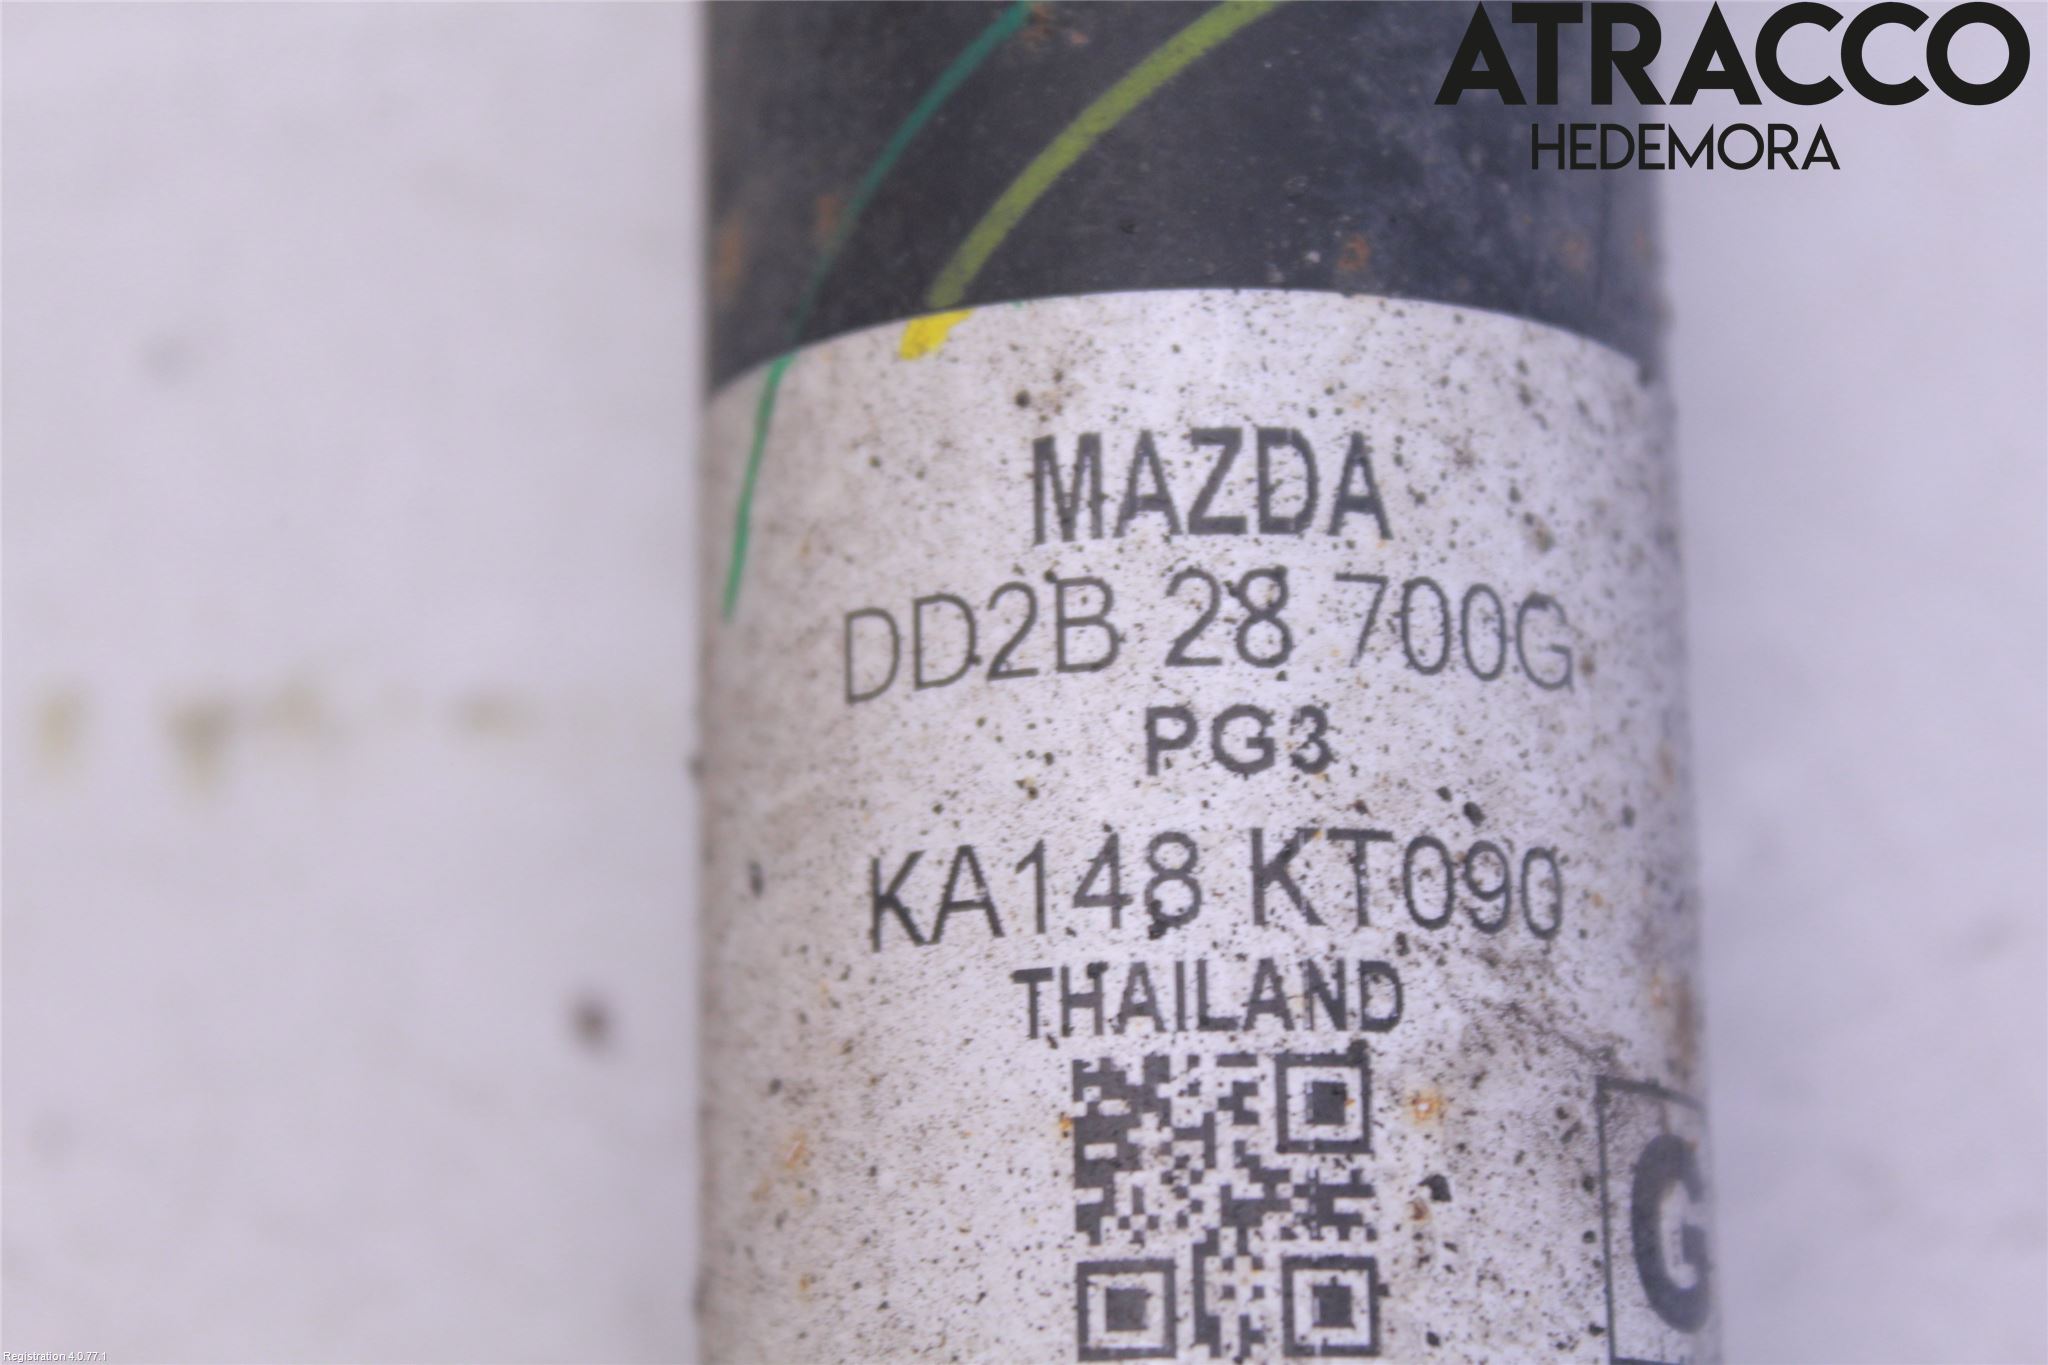 ATRACCO
HEDEMORA
MAZDA
DD2B 28 700G
PG3
KA148 KT090
THAILAND
G
Registration 4.0.77.1